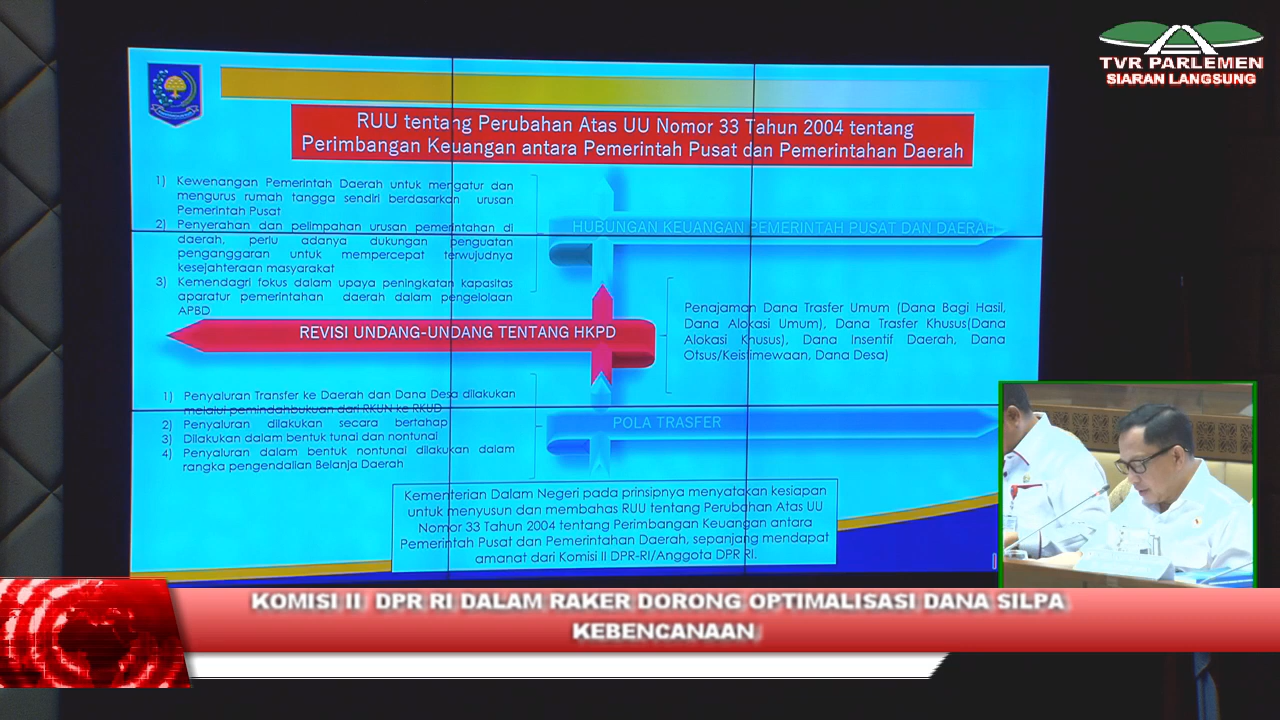 TVR PARLEMEN
SIARAN LANGSUNG
RUU tentang Perubahan Atas UU Nomor 33 Tahun 2004 tentang
Perimbangan Keuangan antara Pemerintah Pusat dan Pemerintahan Daerah
1) Kewenangan Pemerintah Daerah untuk mengatur dan
mengurus rumah tangga sendiri berdasarkan urusan
Pemerintah Pusat
2) Penyerahan dan pelimpahan urusan pemerintahan di
daerah, perlu adanya dukungan penguatan
penganggaran untuk mempercepat terwujudnya
kesejahteraan masyarakat
3) Kemendagri fokus dalam upaya peningkatan kapasitas
aparatur pemerintahan daerah dalam pengelolaan
APBD
HUBUNGAN KEUANGAN PEMERINTAH PUSAT DAN DAERAH
REVISI UNDANG-UNDANG TENTANG HKPD
Penajaman Dana Trasfer Umum (Dana Bagi Hasil,
Dana Alokasi Umum), Dana Trasfer Khusus(Dana
Alokasi Khusus), Dana Insentif Daerah, Dana
Otsus/Keistimewaan, Dana Desa)
1) Penyaluran Transfer ke Daerah dan Dana Desa dilakukan
melalui pemindahbukuan dari RKUN ke RKUD
2) Penyaluran dilakukan secara bertahap
3) Dilakukan dalam bentuk tunai dan nontunai
4) Penyaluran dalam bentuk nontunai dilakukan dalam
rangka pengendalian Belanja Daerah
POLA TRASFER
Kementerian Dalam Negeri pada prinsipnya menyatakan kesiapan
untuk menyusun dan membahas RUU tentang Perubahan Atas UU
Nomor 33 Tahun 2004 tentang Perimbangan Keuangan antara
Pemerintah Pusat dan Pemerintahan Daerah, sepanjang mendapat
amanat dari Komisi II DPR-RI/Anggota DPR RI.
KOMISI II DPR RI DALAM RAKER DORONG OPTIMALISASI DANA SILPA
KEBENCANAAN